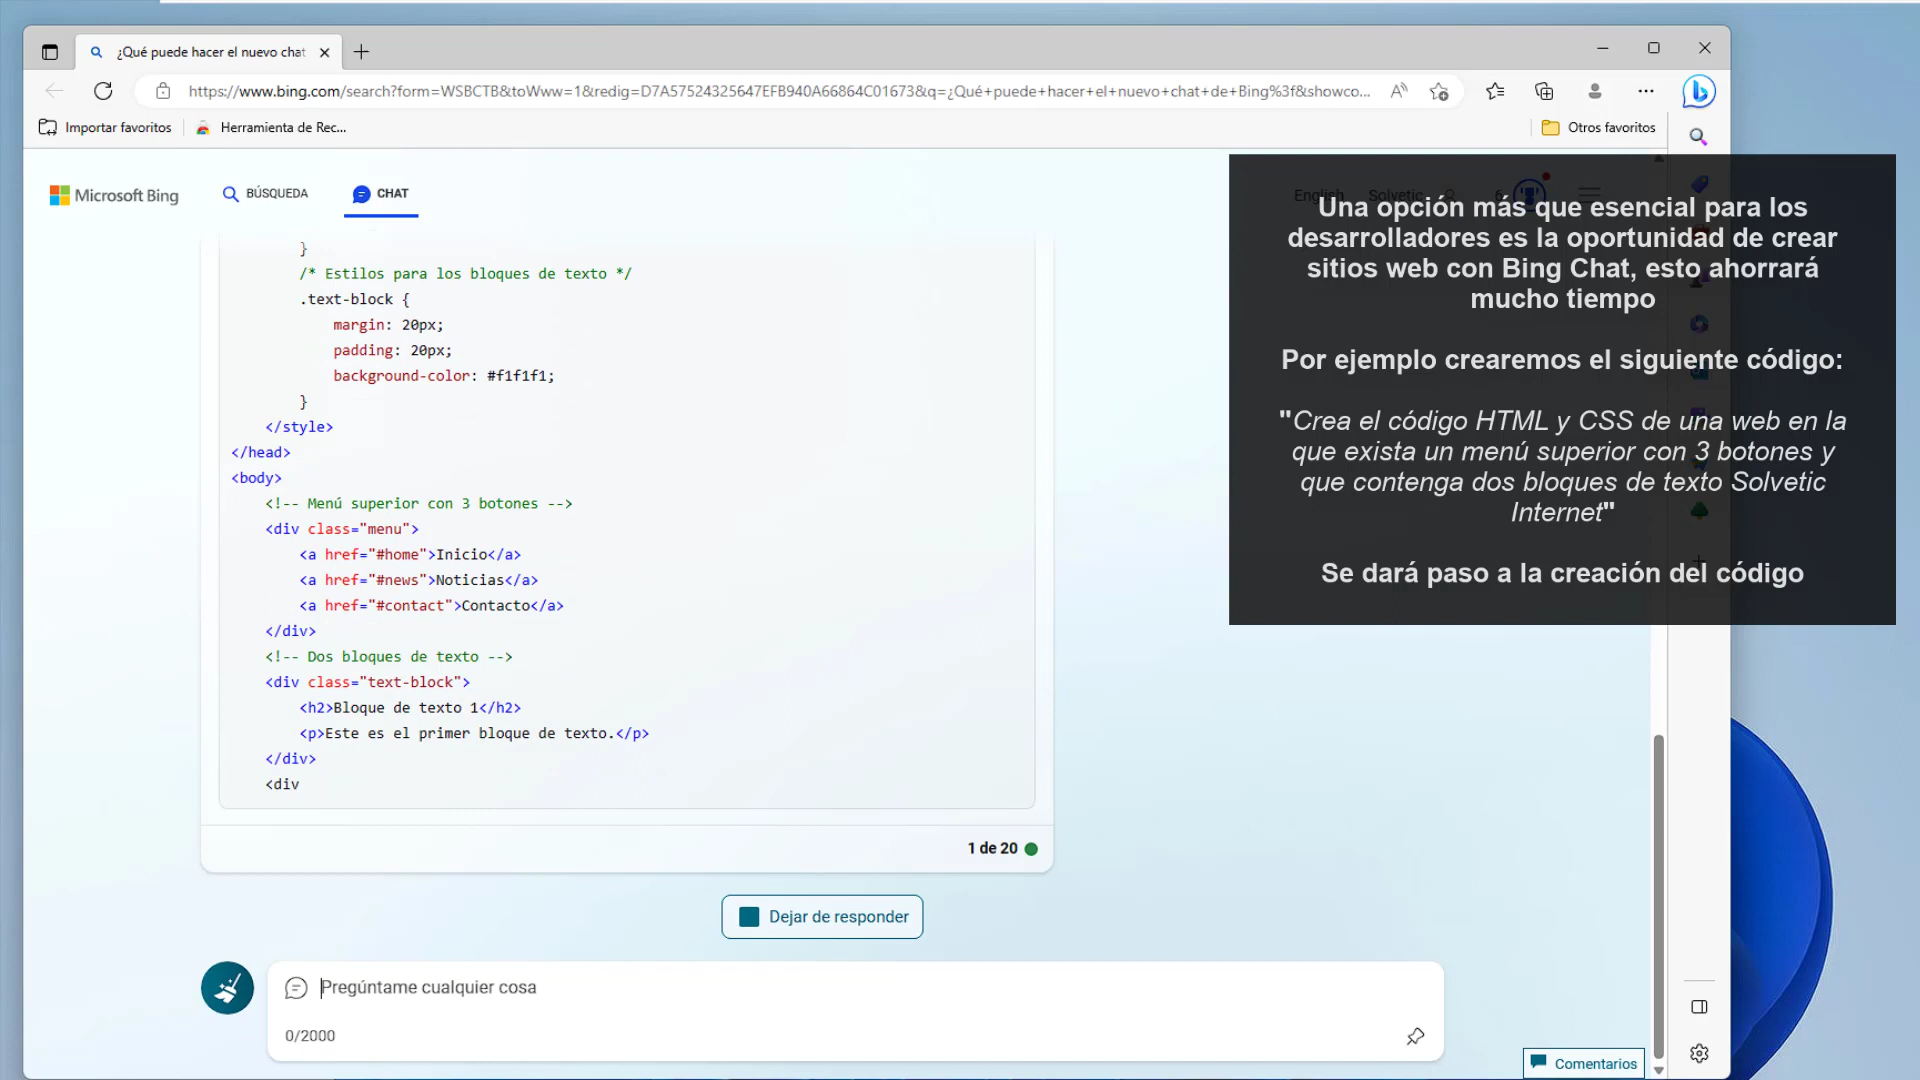 ¿Qué puede hacer el nuevo chat
https://www.bing.com/search?form=WSBCTB&toWww=1&redig=D7A57524325647EFB940A66864C01673&q=¿Qué+puede+hacer+el+nuevo+chat+de+Bing%3f&showco...
Importar favoritos
Herramienta de Rec...
Otros favoritos
Microsoft Bing
BÚSQUEDA
CHAT
English
Solvetic
6
}
/* Estilos para los bloques de texto */
.text-block {
margin: 20px;
padding: 20px;
background-color: #f1f1f1;
}
</style>
</head>
<body>
<!-- Menú superior con 3 botones -->
<div class="menu">
<a href="#home">Inicio</a>
<a href="#news">Noticias</a>
<a href="#contact">Contacto</a>
</div>
<!-- Dos bloques de texto -->
<div class="text-block">
<h2>Bloque de texto 1</h2>
<p>Este es el primer bloque de texto.</p>
</div>
<div
1 de 20
Dejar de responder
Pregúntame cualquier cosa
0/2000
Comentarios
Una opción más que esencial para los
desarrolladores es la oportunidad de crear
sitios web con Bing Chat, esto ahorrará
mucho tiempo
Por ejemplo crearemos el siguiente código:
"Crea el código HTML y CSS de una web en la
que exista un menú superior con 3 botones y
que contenga dos bloques de texto Solvetic
Internet"
Se dará paso a la creación del código